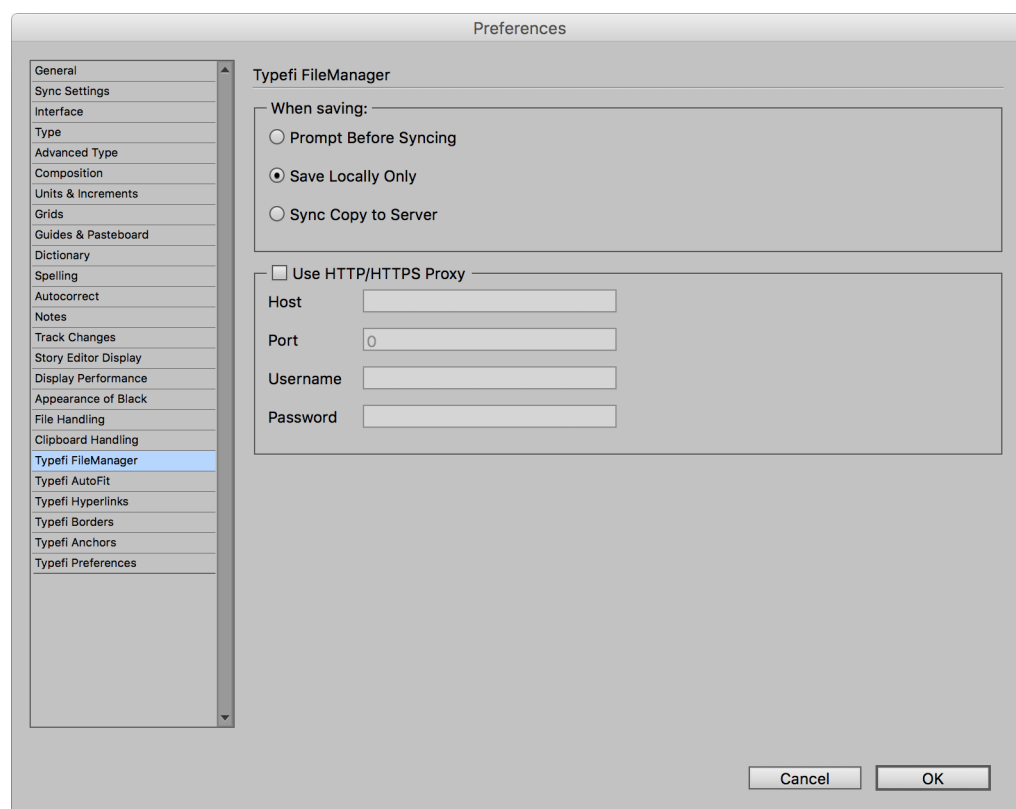 Preferences
General
Sync Settings
Interface
Type
Advanced Type
Composition
Units & Increments
Grids
Guides & Pasteboard
Dictionary
Spelling
Autocorrect
Notes
Track Changes
Story Editor Display
Display Performance
Appearance of Black
File Handling
Clipboard Handling
Typefi FileManager
Typefi AutoFit
Typefi Hyperlinks
Typefi Borders
Typefi Anchors
Typefi Preferences
Typefi FileManager
When saving:
Prompt Before Syncing
Save Locally Only
Sync Copy to Server
Use HTTP/HTTPS Proxy
Host
Port 0
Username
Password
Cancel OK